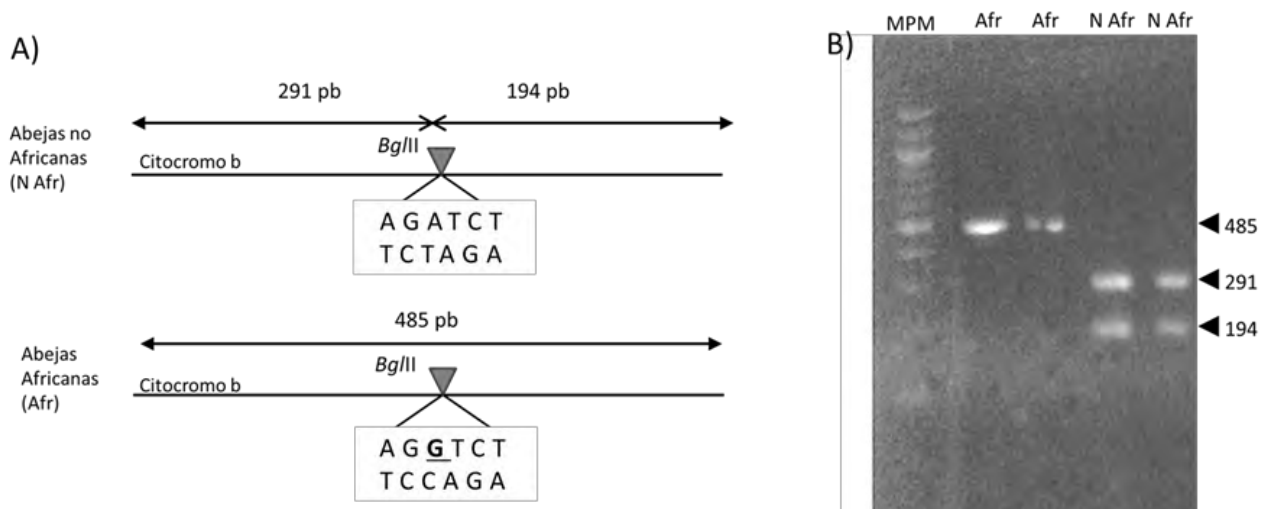 A)
291 pb
194 pb
Abejas no
Africanas
(N Afr)
BglII
Citocromo b
A G A T C T
T C T A G A
485 pb
Abejas
Africanas
(Afr)
BglII
Citocromo b
A G G T C T
T C C A G A
B)
MPM Afr Afr N Afr N Afr
485
291
194